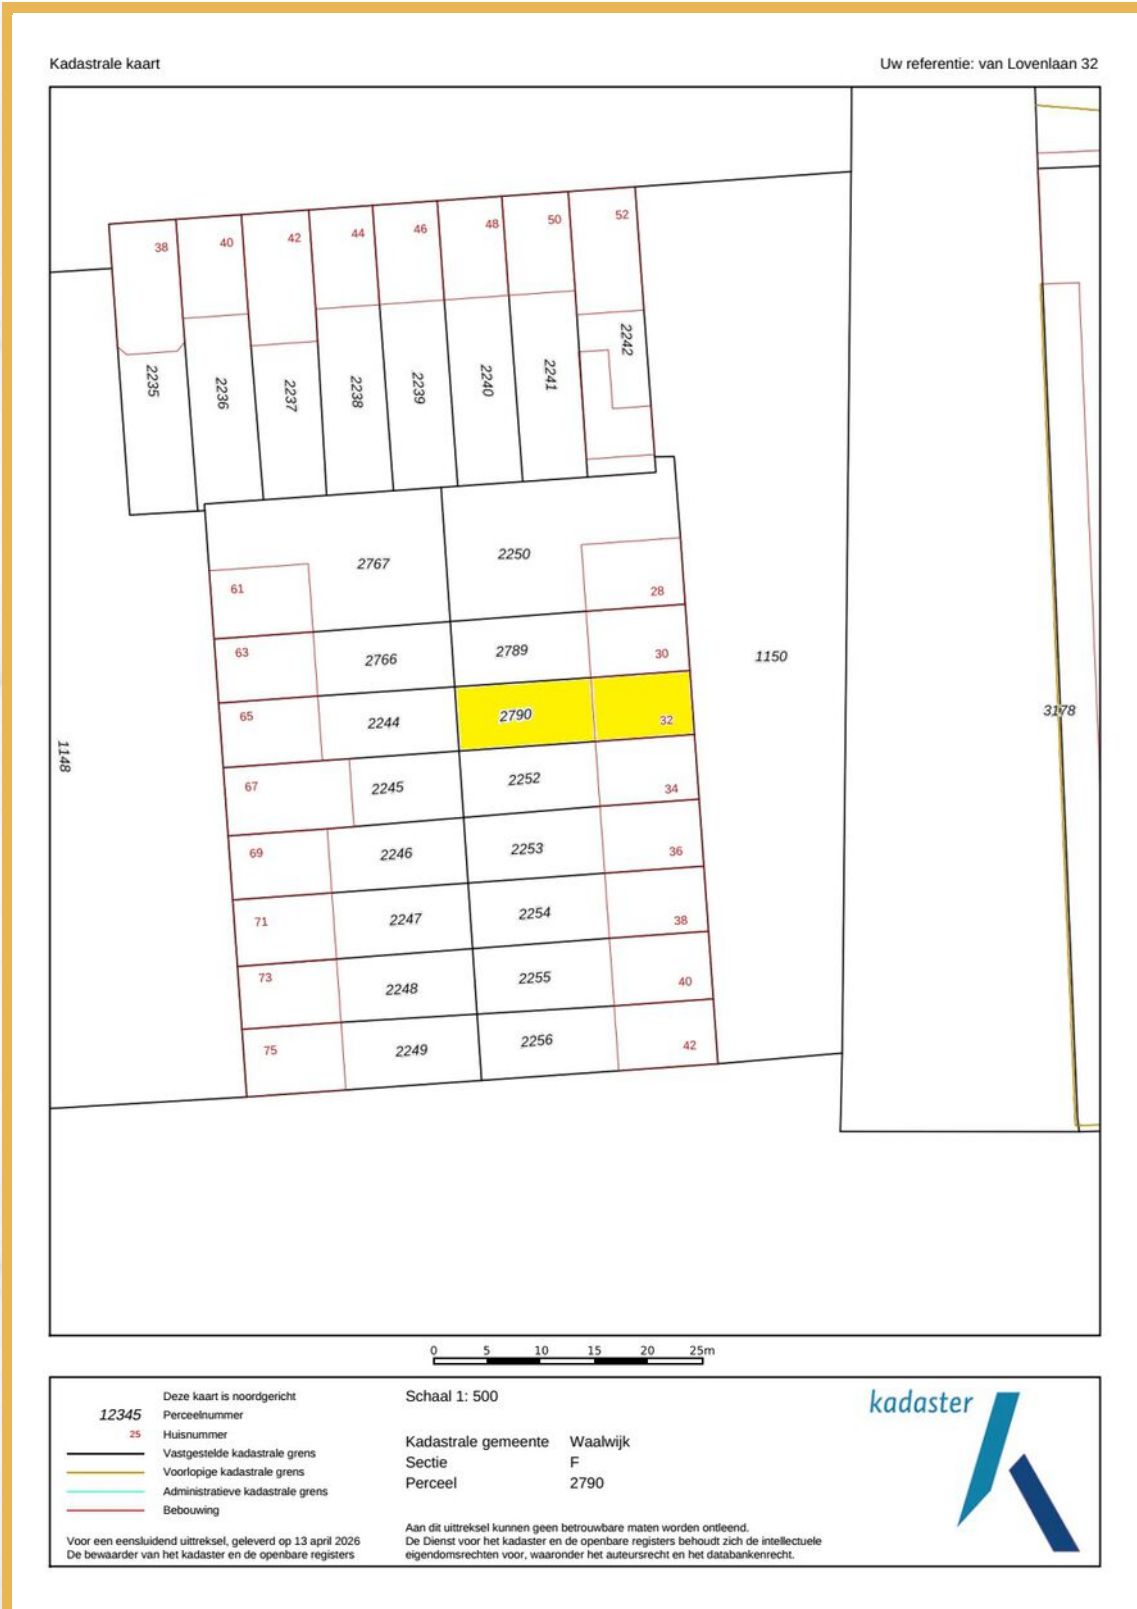 Kadastrale kaart
Uw referentie: van Lovenlaan 32
38
40
42
44
46
48
50
52
2235
2236
2237
2238
2239
2240
2241
2242
2767
2250
61
28
63
2766
2789
30
65
2244
2790
32
1150
3178
1148
67
2245
2252
34
69
2246
2253
36
71
2247
2254
38
73
2248
2255
40
75
2249
2256
42
0 5 10 15 20 25m
Deze kaart is noordgericht
12345 Perceelnummer
25 Huisnummer
Vastgestelde kadastrale grens
Voorlopige kadastrale grens
Administratieve kadastrale grens
Bebouwing
Voor een eensluidend uittreksel, geleverd op 13 april 2026
De bewaarder van het kadaster en de openbare registers
Schaal 1: 500
Kadastrale gemeente Waalwijk
Sectie F
Perceel 2790
Aan dit uittreksel kunnen geen betrouwbare maten worden ontleend.
De Dienst voor het kadaster en de openbare registers behoudt zich de intellectuele
eigendomsrechten voor, waaronder het auteursrecht en het databankenrecht.
kadaster